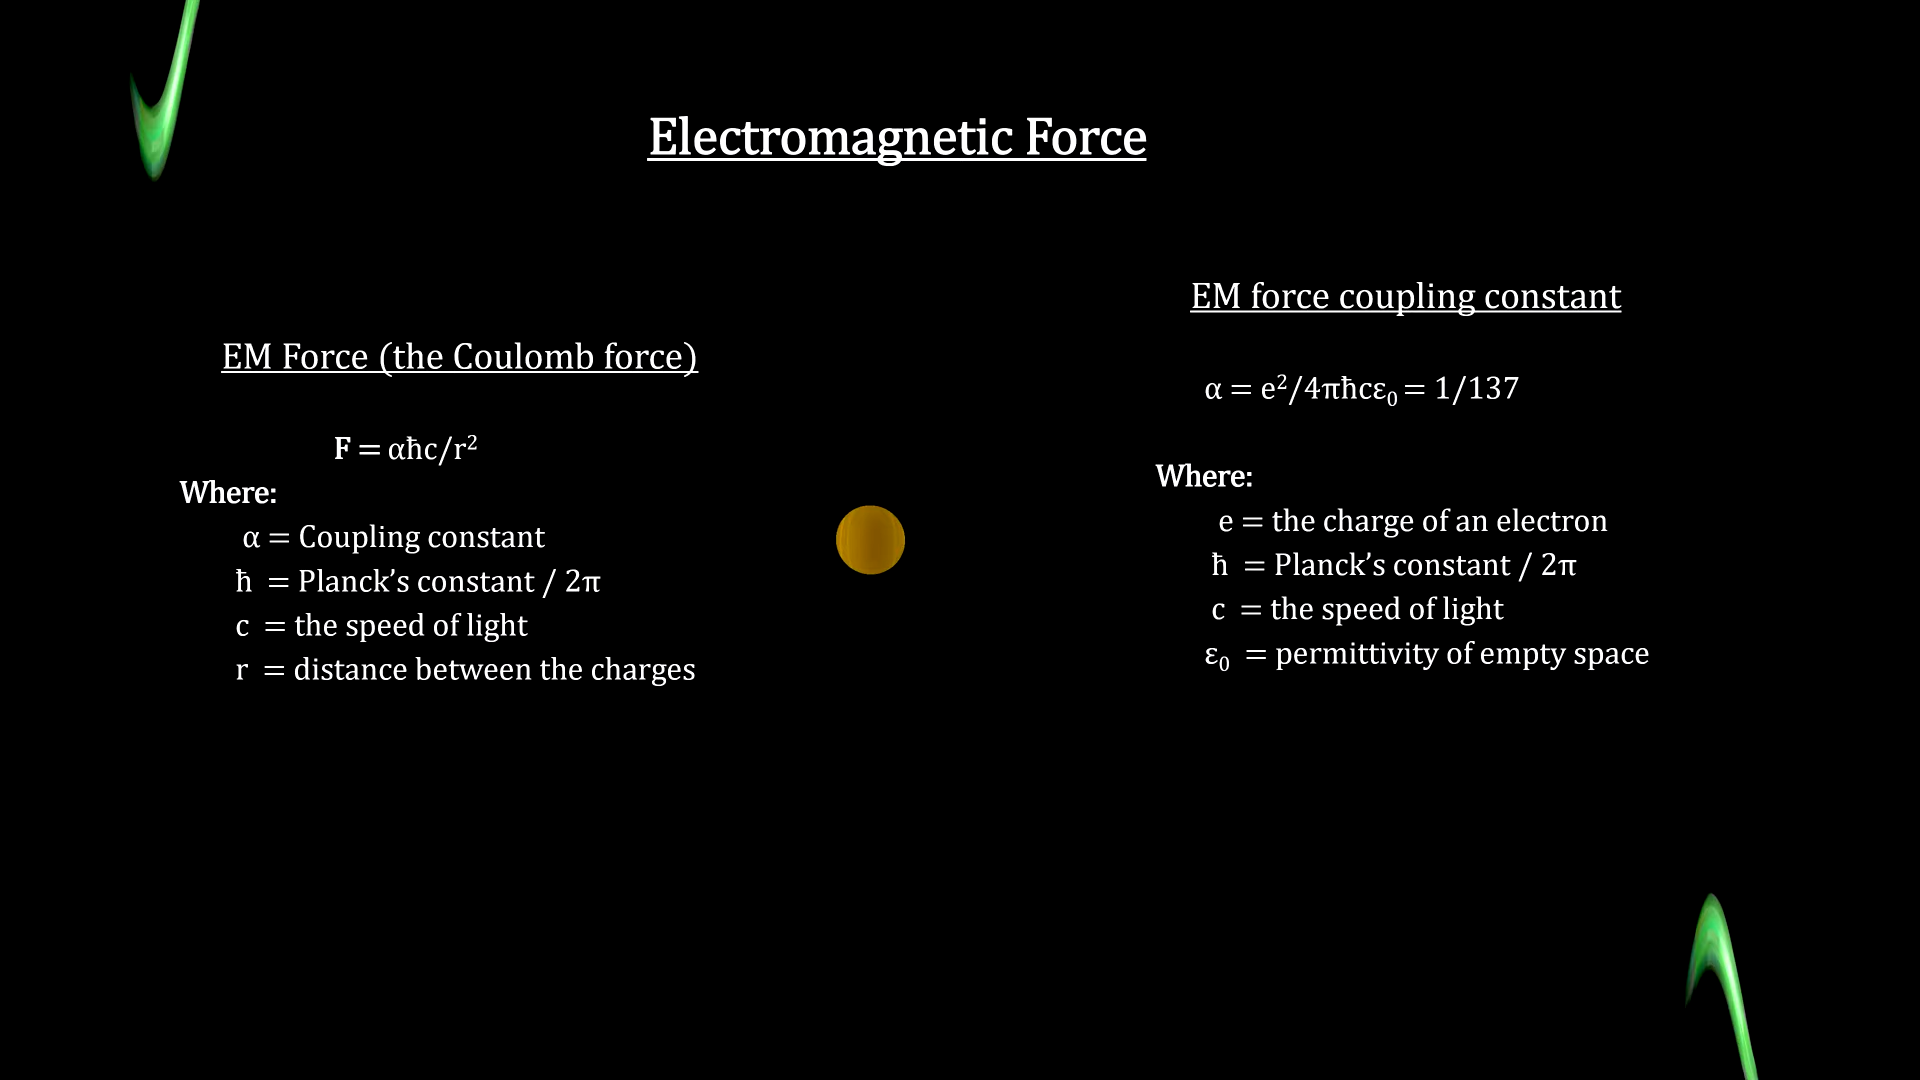 Electromagnetic Force
EM Force (the Coulomb force)
F = αħc/r²
Where:
α = Coupling constant
ħ = Planck’s constant / 2π
c = the speed of light
r = distance between the charges
EM force coupling constant
α = e²/4πħcε₀ = 1/137
Where:
e = the charge of an electron
ħ = Planck’s constant / 2π
c = the speed of light
ε₀ = permittivity of empty space